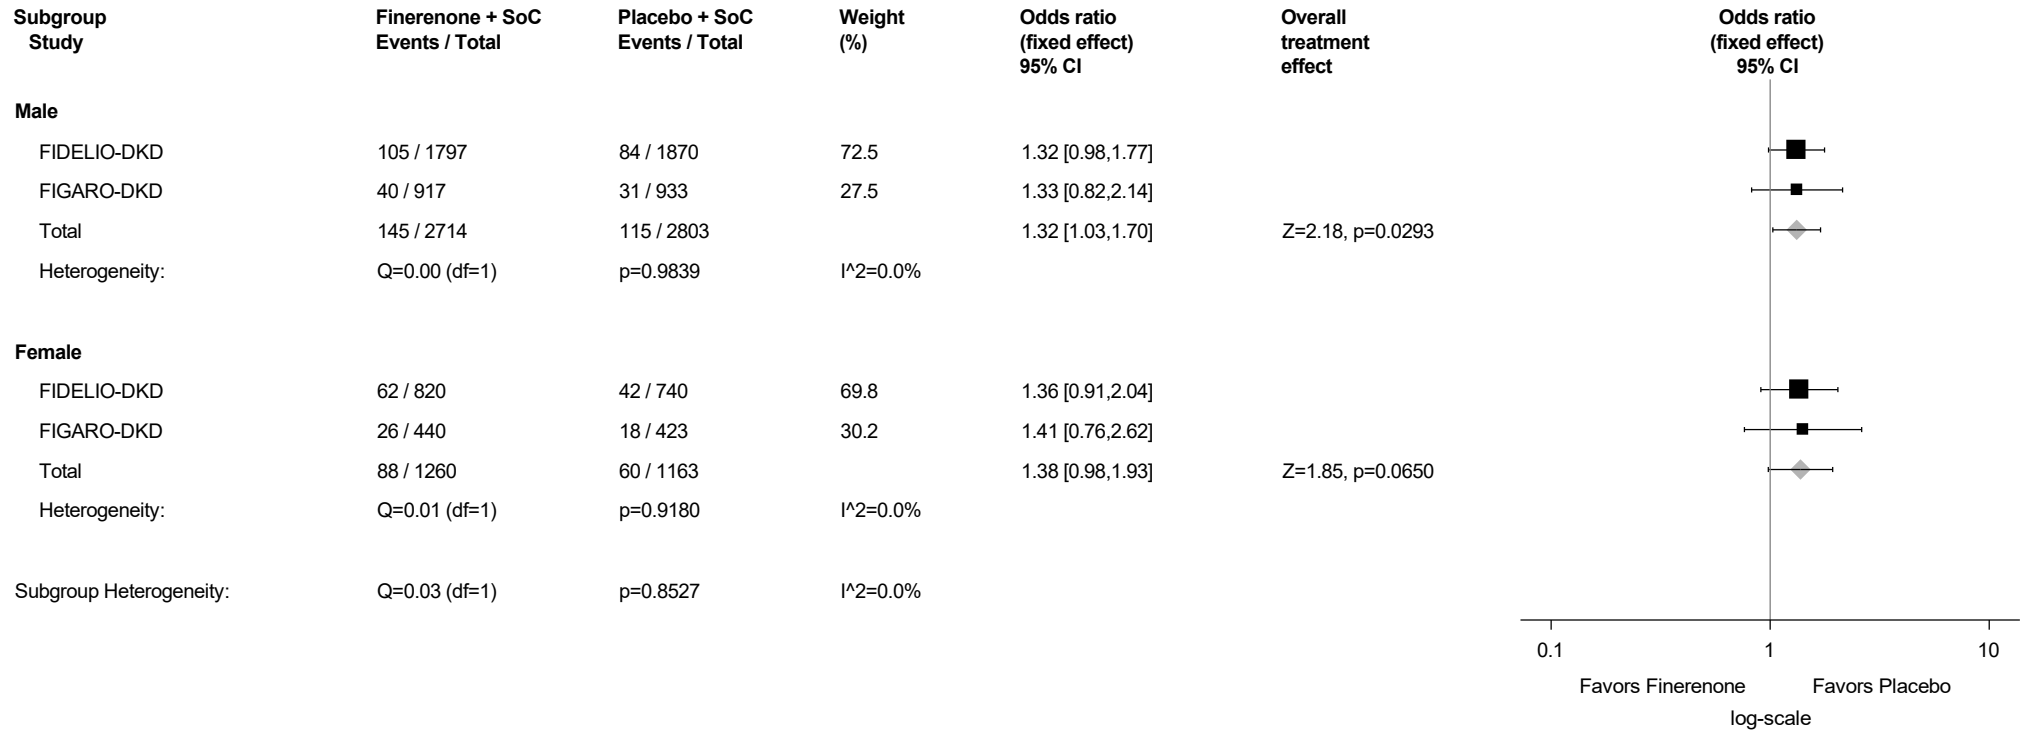 Subgroup Finerenone + SoC Placebo + SoC Weight Odds ratio Overall Odds ratio
Study Events / Total Events / Total (%) (fixed effect) treatment (fixed effect)
95% CI effect 95% CI
Male
FIDELIO-DKD 105 / 1797 84 / 1870 72.5 1.32 [0.98,1.77]
FIGARO-DKD 40 / 917 31 / 933 27.5 1.33 [0.82,2.14]
Total 145 / 2714 115 / 2803 1.32 [1.03,1.70] Z=2.18, p=0.0293
Heterogeneity: Q=0.00 (df=1) p=0.9839 I^2=0.0%
Female
FIDELIO-DKD 62 / 820 42 / 740 69.8 1.36 [0.91,2.04]
FIGARO-DKD 26 / 440 18 / 423 30.2 1.41 [0.76,2.62]
Total 88 / 1260 60 / 1163 1.38 [0.98,1.93] Z=1.85, p=0.0650
Heterogeneity: Q=0.01 (df=1) p=0.9180 I^2=0.0%
Subgroup Heterogeneity: Q=0.03 (df=1) p=0.8527 I^2=0.0%
0.1 1 10
Favors Finerenone Favors Placebo
log-scale